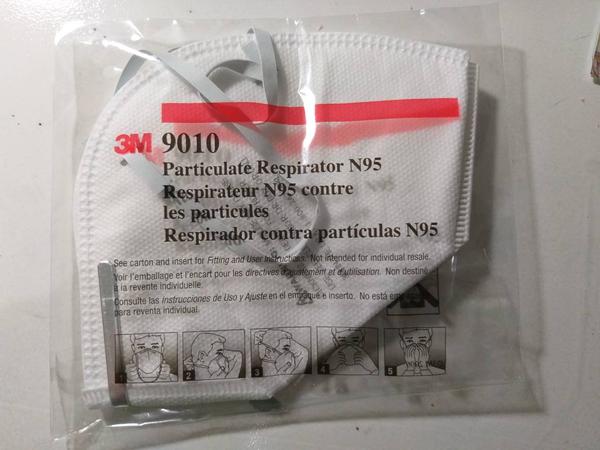 3M 9010
Particulate Respirator N95
Respirateur N95 contre
les particules
Respirador contra partículas N95
See carton and insert for Fitting and User Instructions. Not intended for individual resale.
Voir l'emballage et l'encart pour les directives d'ajustement et d'utilisation. Non destiné
à la vente individuelle.
Consulte las Instrucciones de Uso y Ajuste en el empaque e inserto. No está
para reventa individual.
1 2 3 4 5